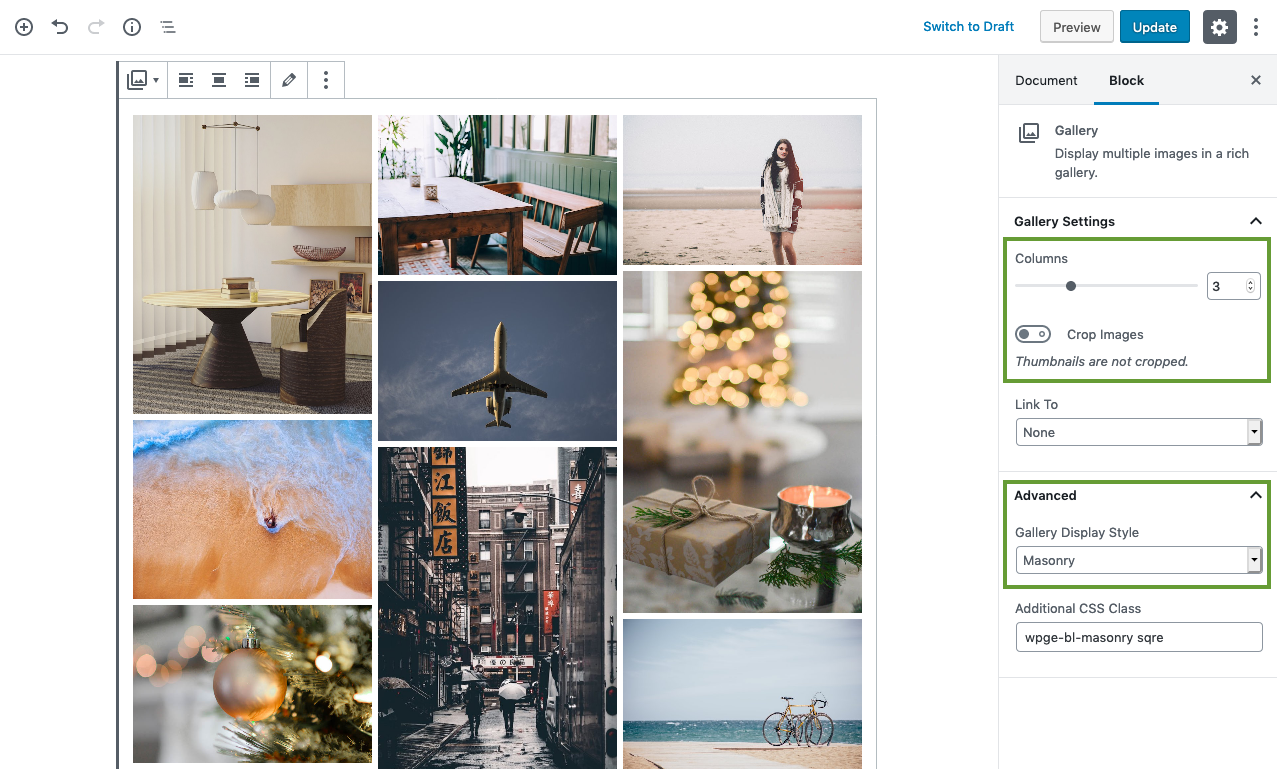 Switch to Draft
Preview
Update
Document
Block
Gallery
Display multiple images in a rich
gallery.
Gallery Settings
Columns
3
Crop Images
Thumbnails are not cropped.
Link To
None
Advanced
Gallery Display Style
Masonry
Additional CSS Class
wpge-bl-masonry sqre
錦
江
飯
店
喜